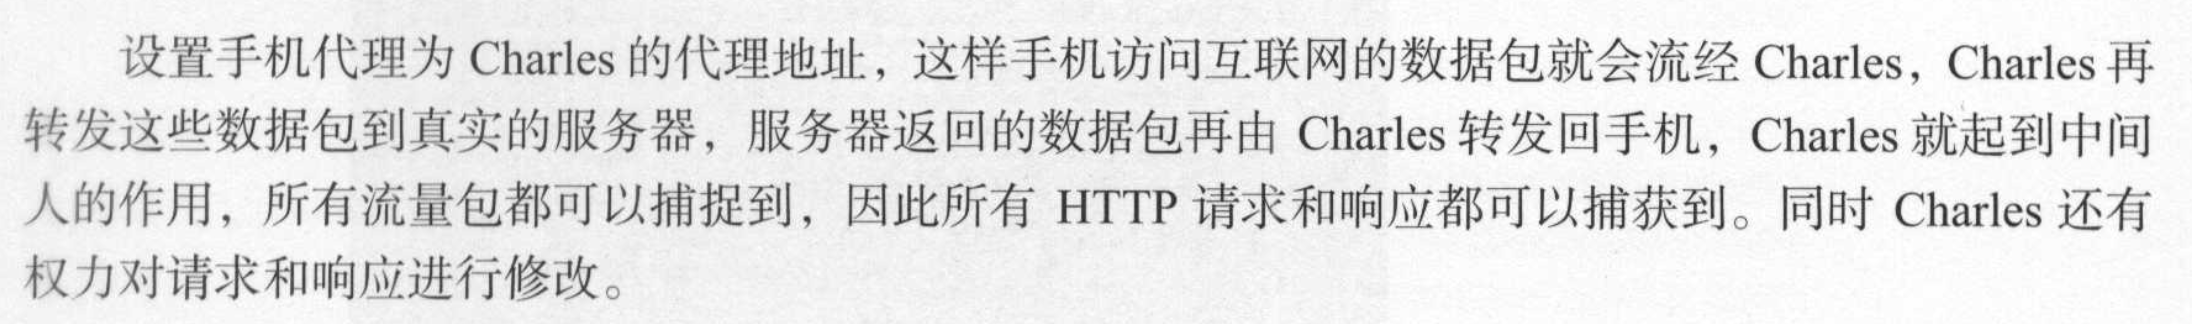 设置手机代理为 Charles 的代理地址，这样手机访问互联网的数据包就会流经 Charles，Charles 再
转发这些数据包到真实的服务器，服务器返回的数据包再由 Charles 转发回手机，Charles 就起到中间
人的作用，所有流量包都可以捕捉到，因此所有 HTTP 请求和响应都可以捕获到。同时 Charles 还有
权力对请求和响应进行修改。